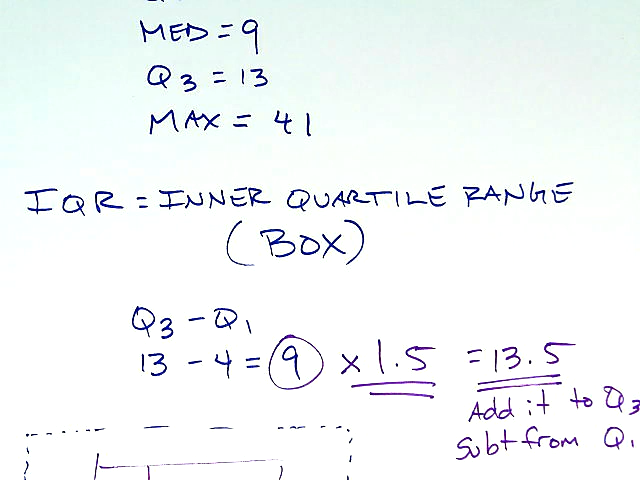 MED = 9
Q3 = 13
MAX = 41
IQR = INNER QUARTILE RANGE
(BOX)
Q3 - Q1
13 - 4 = 9 x 1.5 = 13.5
Add it to Q3
Subt from Q1